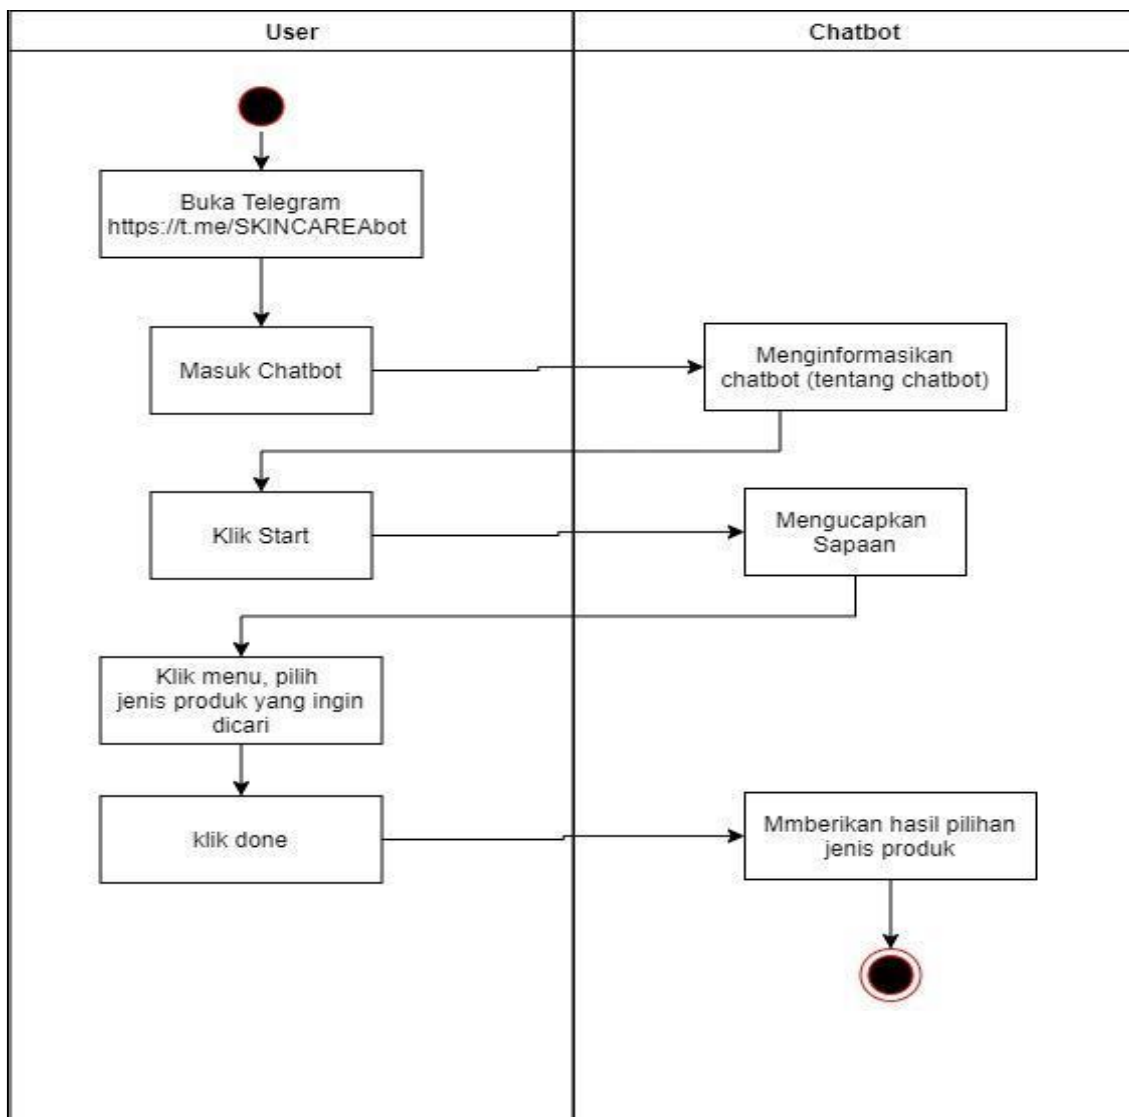 User
Chatbot
Buka Telegram
https://t.me/SKINCAREAbot
Masuk Chatbot
Menginformasikan
chatbot (tentang chatbot)
Klik Start
Mengucapkan
Sapaan
Klik menu, pilih
jenis produk yang ingin
dicari
klik done
Mmberikan hasil pilihan
jenis produk